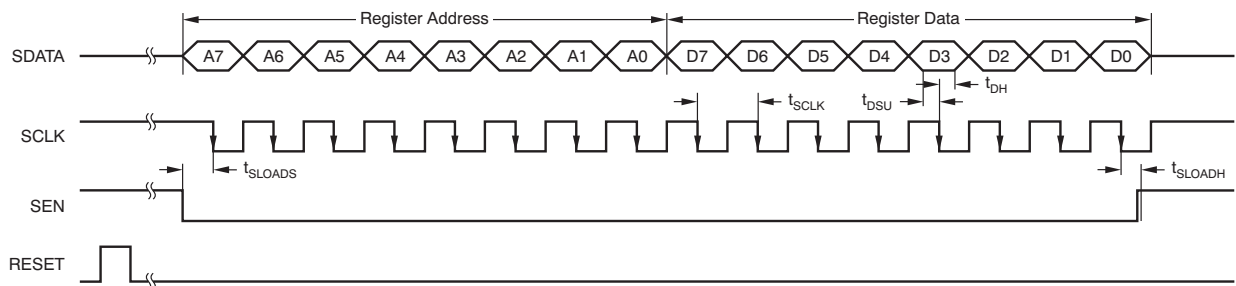 Register Address
Register Data
SDATA
A7 A6 A5 A4 A3 A2 A1 A0 D7 D6 D5 D4 D3 D2 D1 D0
tSCLK
tDSU
tDH
SCLK
tSLOADS
tSLOADH
SEN
RESET